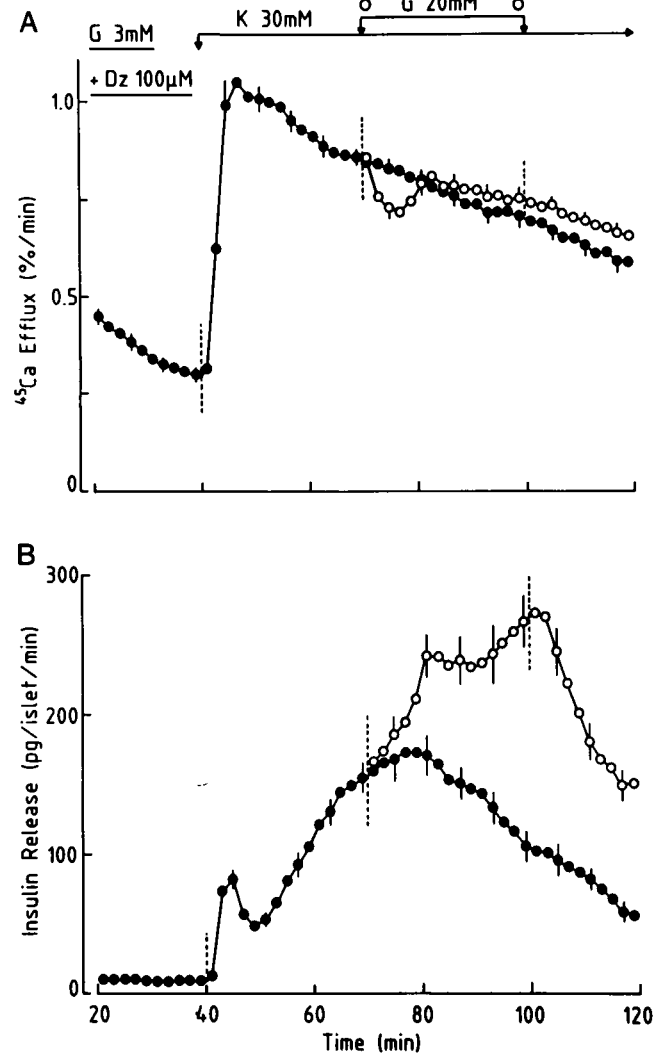 A
G 3mM
+ Dz 100µM
K 30mM
G 20mM
⁴⁵Ca Efflux (%/min)
1.0
0.5
0
B
Insulin Release (pg/islet/min)
300
200
100
0
20
40
60
80
100
120
Time (min)